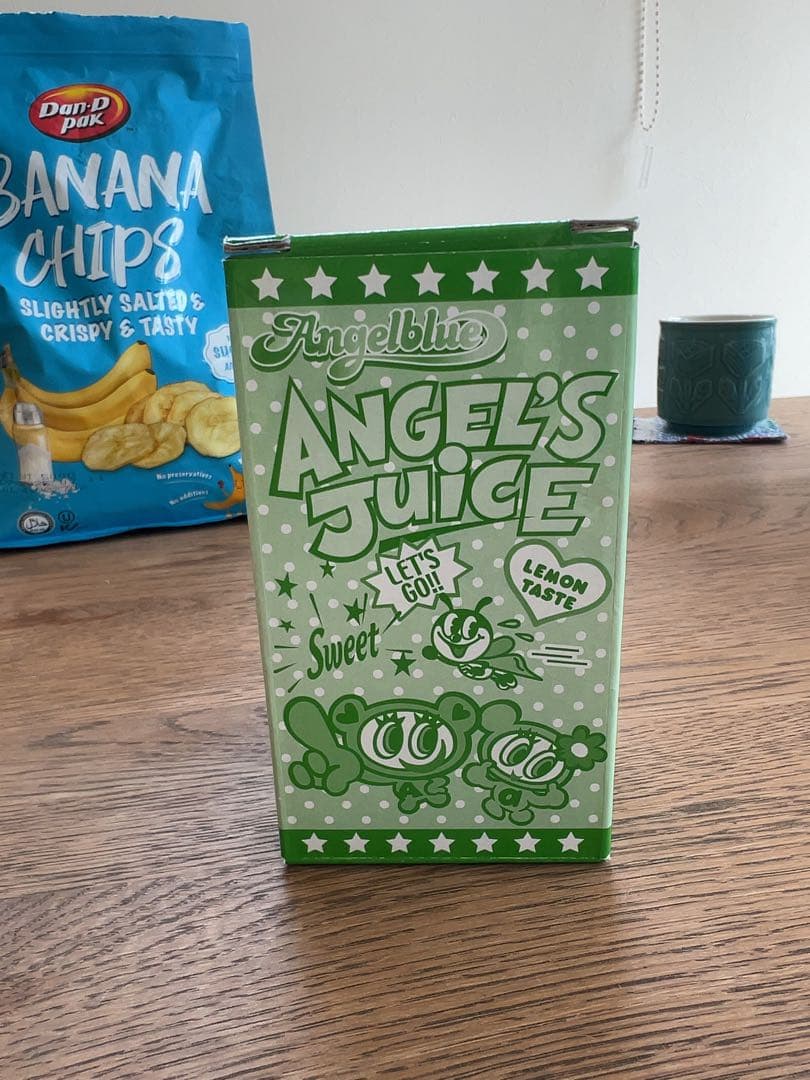 Dan-D
pak
BANANA
CHIPS
SLIGHTLY SALTED &
CRISPY & TASTY
No preservatives
No additives
Angelblue
ANGEL'S
JUiCE
LET'S
GO!!
LEMON
TASTE
Sweet
A
a